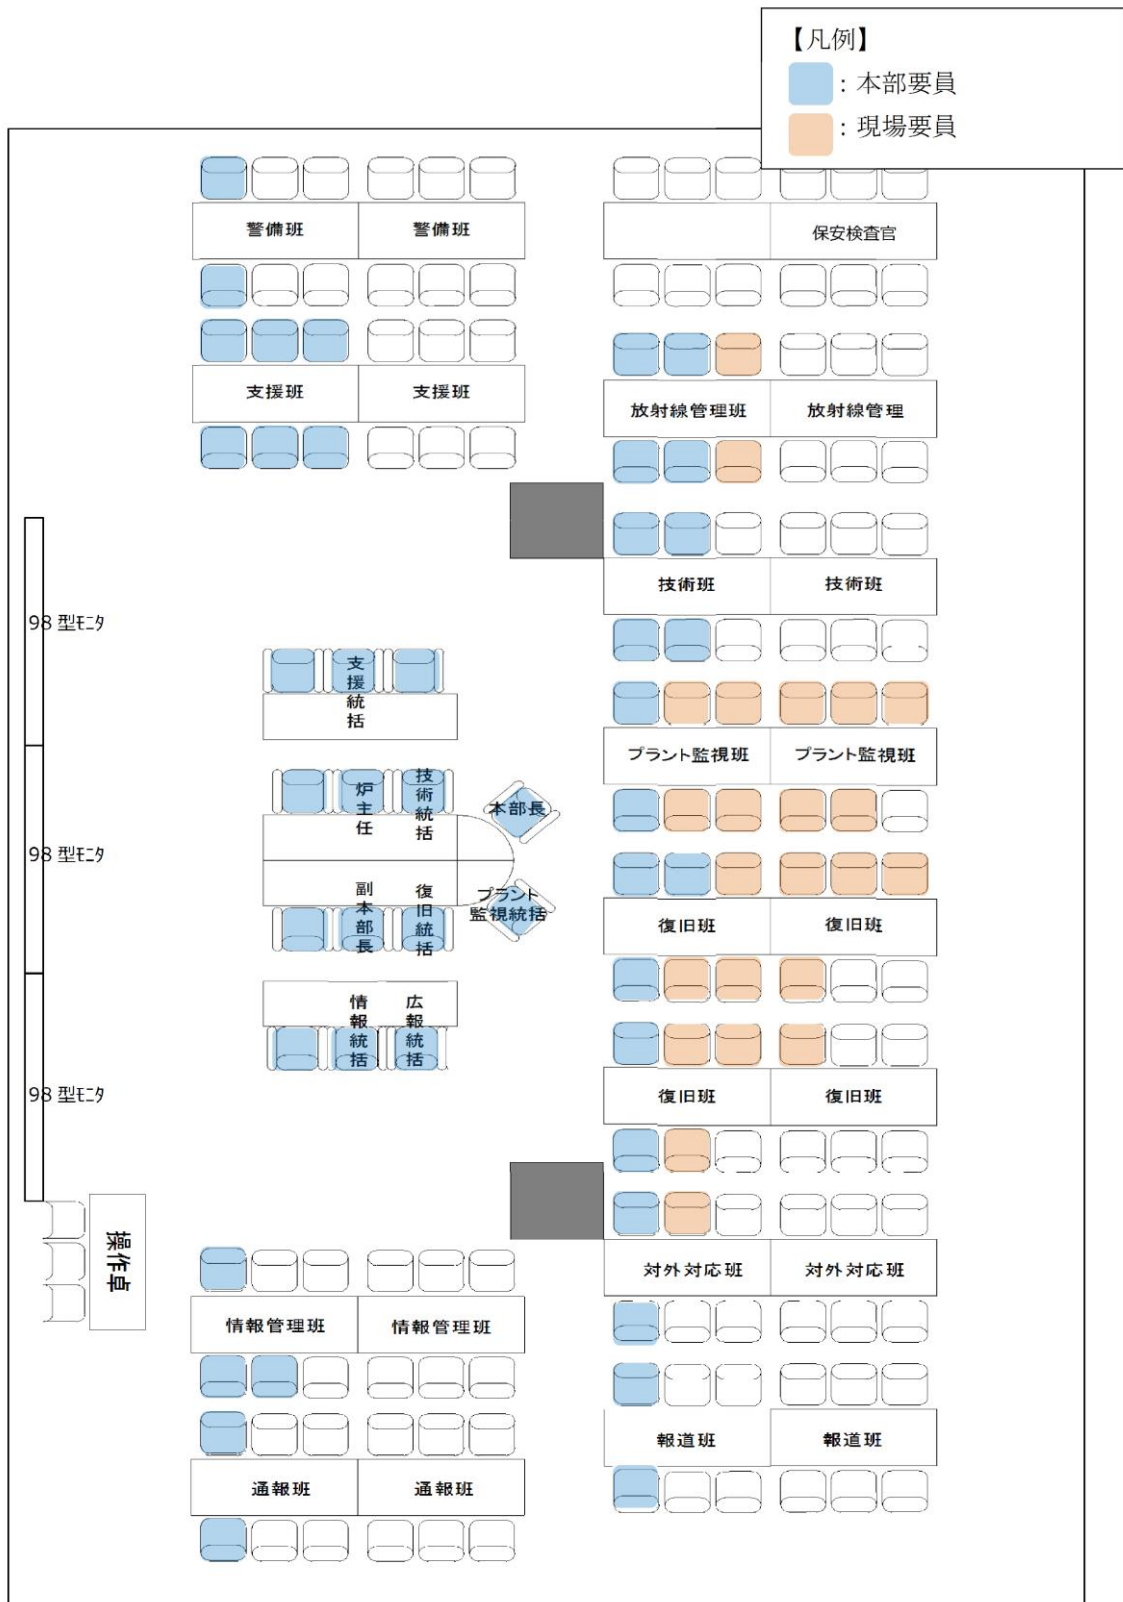 【凡例】
：本部要員
：現場要員
警備班
警備班
保安検査官
支援班
支援班
放射線管理班
放射線管理
技術班
技術班
98 型ﾓﾆﾀ
支援統括
プラント監視班
プラント監視班
炉主任
技術統括
本部長
98 型ﾓﾆﾀ
副本部長
復旧統括
プラント
監視統括
復旧班
復旧班
情報統括
広報統括
98 型ﾓﾆﾀ
復旧班
復旧班
操作卓
対外対応班
対外対応班
情報管理班
情報管理班
報道班
報道班
通報班
通報班